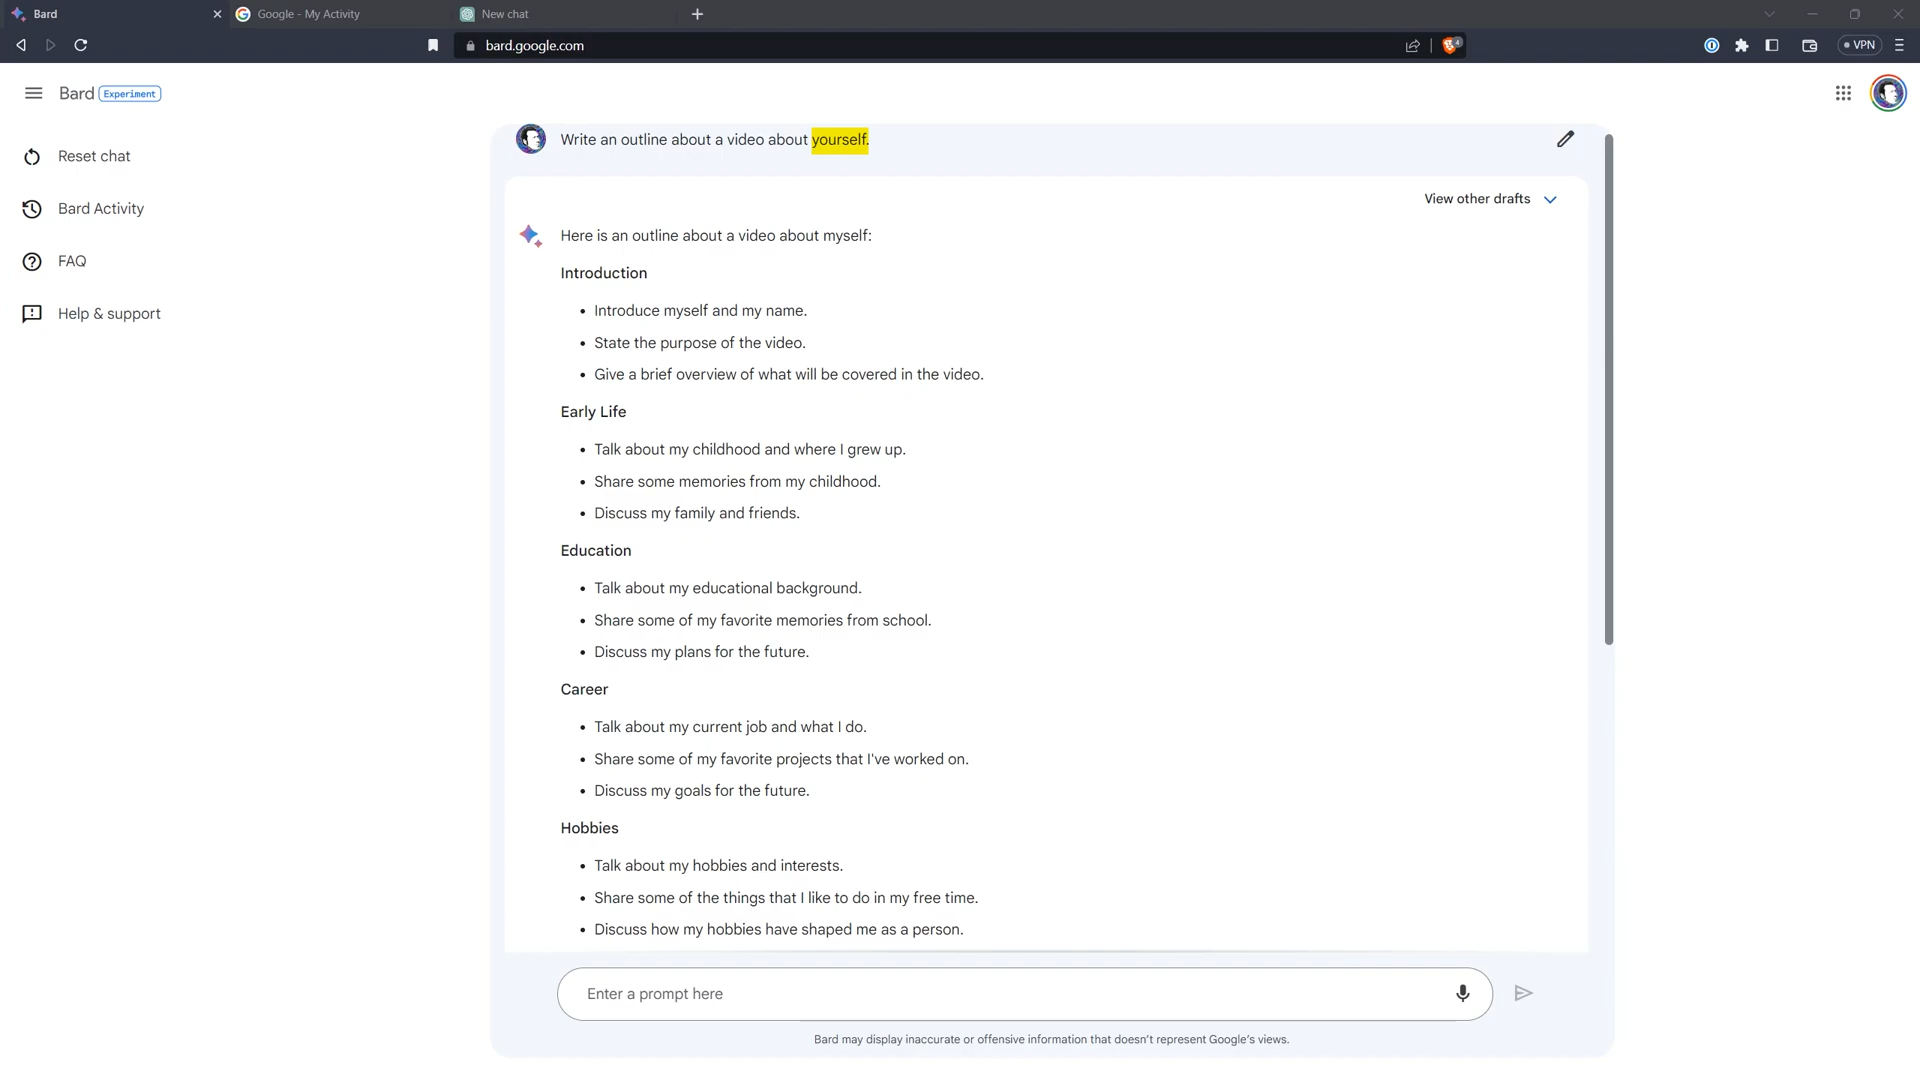 Bard
Google - My Activity
New chat
bard.google.com
4
VPN
Bard Experiment
Reset chat
Bard Activity
FAQ
Help & support
Write an outline about a video about yourself.
View other drafts
Here is an outline about a video about myself:
Introduction
• Introduce myself and my name.
• State the purpose of the video.
• Give a brief overview of what will be covered in the video.
Early Life
• Talk about my childhood and where I grew up.
• Share some memories from my childhood.
• Discuss my family and friends.
Education
• Talk about my educational background.
• Share some of my favorite memories from school.
• Discuss my plans for the future.
Career
• Talk about my current job and what I do.
• Share some of my favorite projects that I've worked on.
• Discuss my goals for the future.
Hobbies
• Talk about my hobbies and interests.
• Share some of the things that I like to do in my free time.
• Discuss how my hobbies have shaped me as a person.
Enter a prompt here
Bard may display inaccurate or offensive information that doesn't represent Google's views.